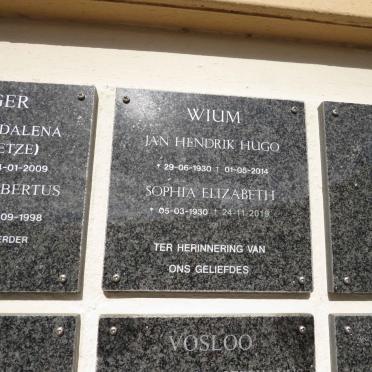 GER
DALENA
ETZE)
-01-2009
BERTUS
09-1998
ERDER
WIUM
JAN HENDRIK HUGO
* 29-06-1930 † 01-08-2014
SOPHIA ELIZABETH
* 05-03-1930 † 24-11-2019
TER HERINNERING VAN
ONS GELIEFDES
VOSLOO